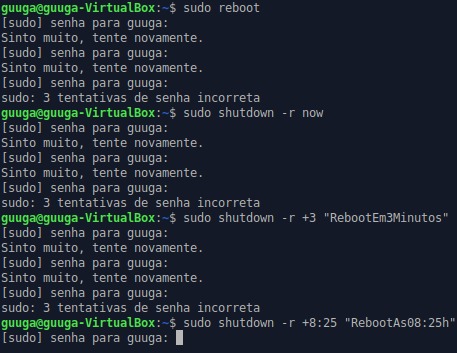 guuga@guuga-VirtualBox:~$ sudo reboot
[sudo] senha para guuga:
Sinto muito, tente novamente.
[sudo] senha para guuga:
Sinto muito, tente novamente.
[sudo] senha para guuga:
sudo: 3 tentativas de senha incorreta
guuga@guuga-VirtualBox:~$ sudo shutdown -r now
[sudo] senha para guuga:
Sinto muito, tente novamente.
[sudo] senha para guuga:
Sinto muito, tente novamente.
[sudo] senha para guuga:
sudo: 3 tentativas de senha incorreta
guuga@guuga-VirtualBox:~$ sudo shutdown -r +3 "RebootEm3Minutos"
[sudo] senha para guuga:
Sinto muito, tente novamente.
[sudo] senha para guuga:
Sinto muito, tente novamente.
[sudo] senha para guuga:
sudo: 3 tentativas de senha incorreta
guuga@guuga-VirtualBox:~$ sudo shutdown -r +8:25 "RebootAs08:25h"
[sudo] senha para guuga: